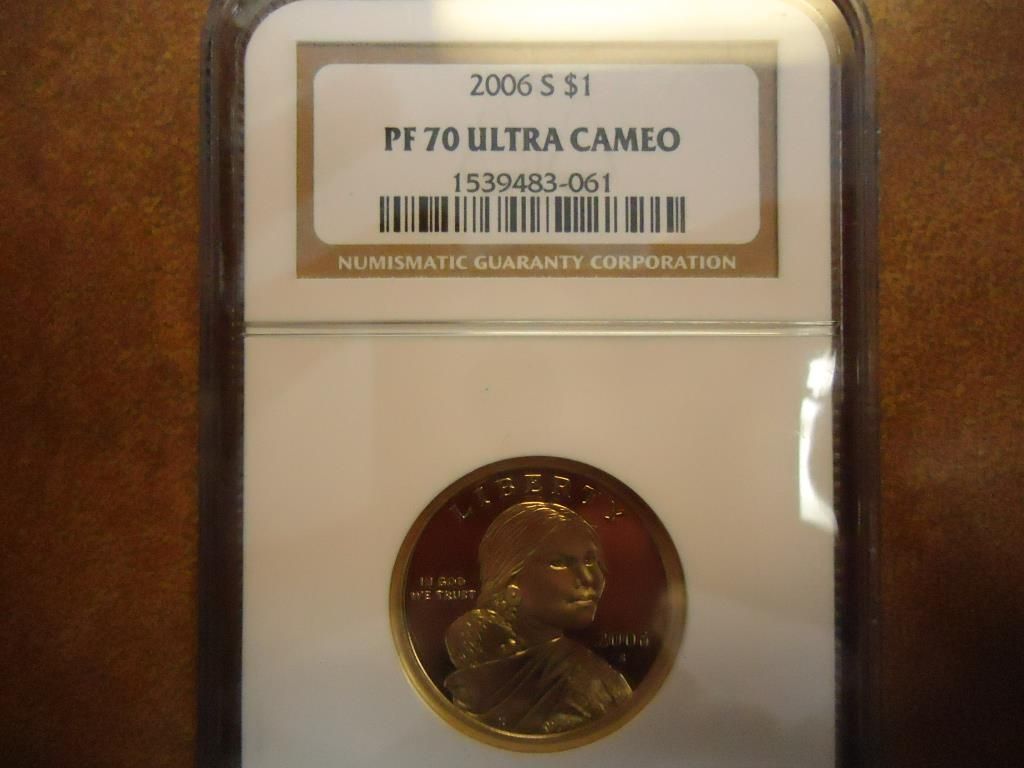 2006 S $1
PF 70 ULTRA CAMEO
1539483-061
NUMISMATIC GUARANTY CORPORATION
LIBERTY
IN GOD
WE TRUST
2006
S